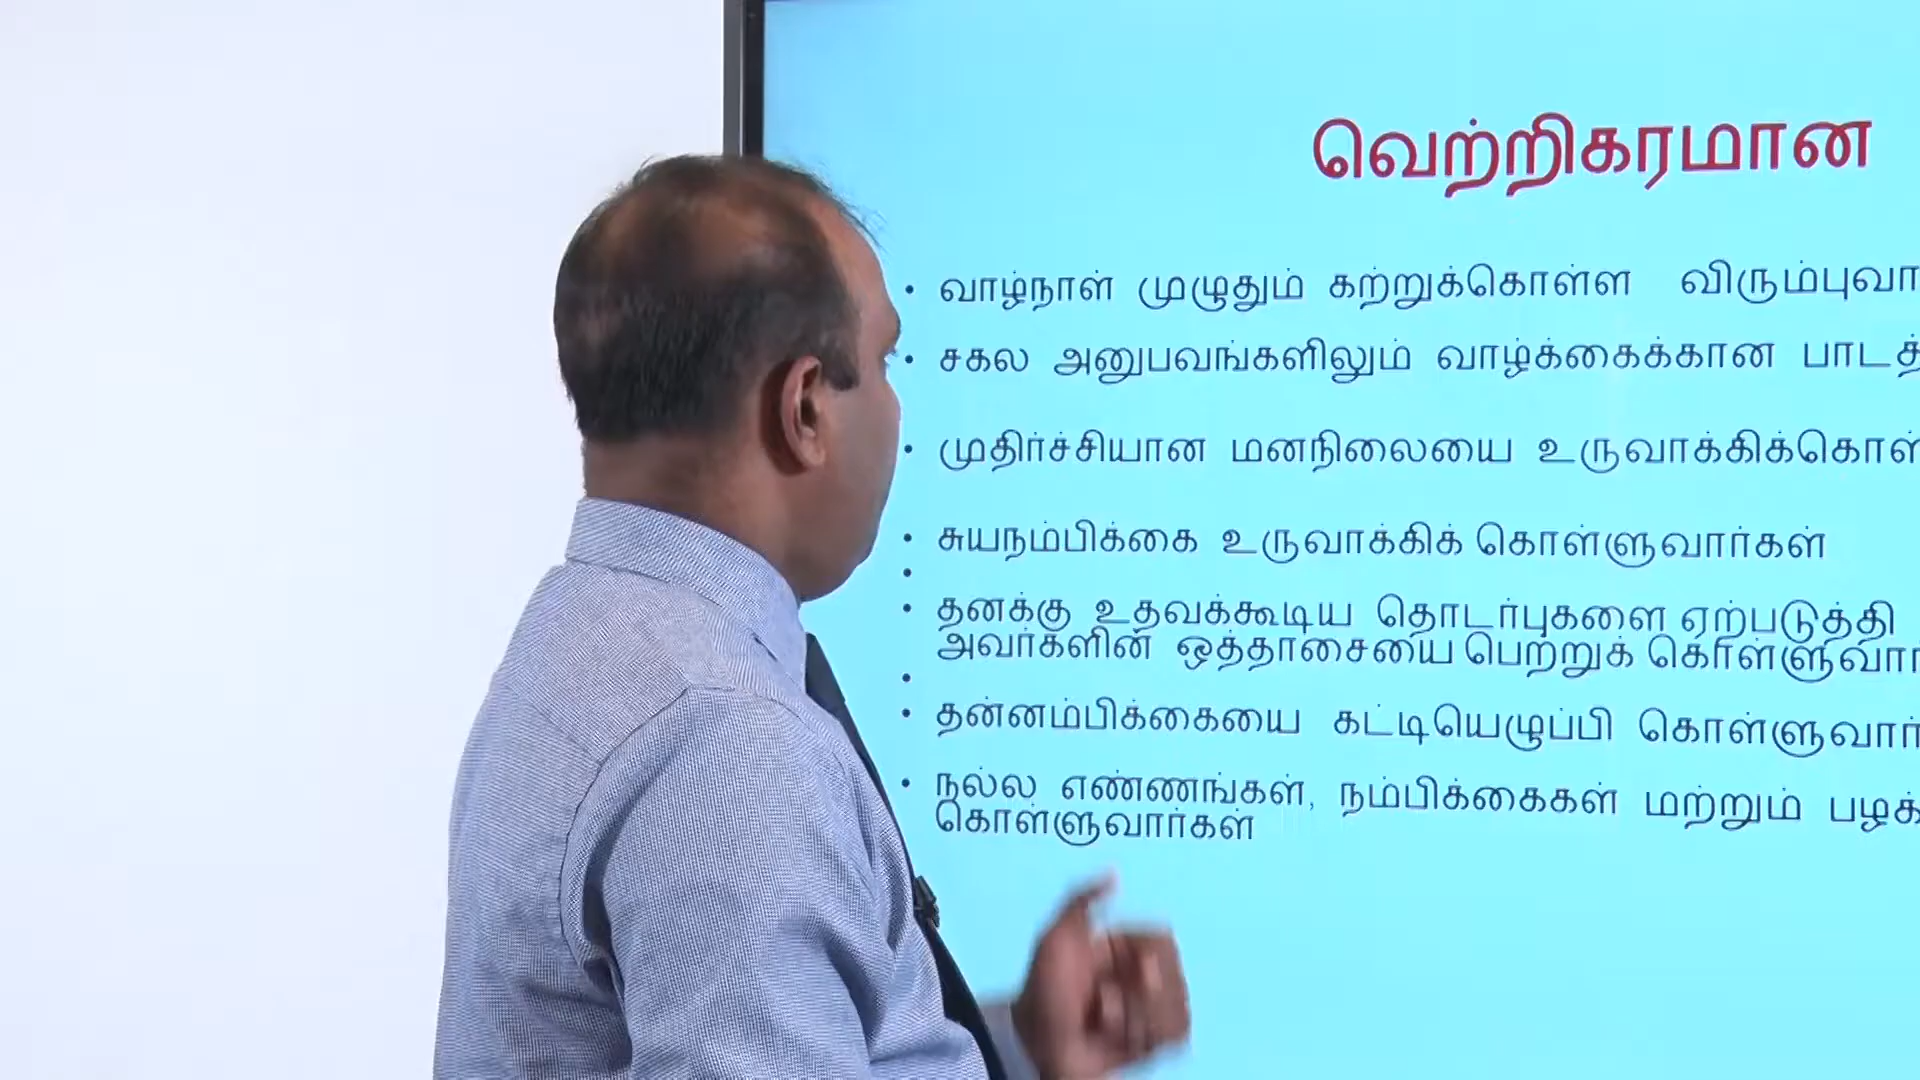 வெற்றிகரமான
வாழ்நாள் முழுதும் கற்றுக்கொள்ள விரும்புவா
சகல அனுபவங்களிலும் வாழ்க்கைக்கான பாடத்
முதிர்ச்சியான மனநிலையை உருவாக்கிக்கொள்
சுயநம்பிக்கை உருவாக்கிக் கொள்ளுவார்கள்
தனக்கு உதவக்கூடிய தொடர்புகளை ஏற்படுத்தி
அவர்களின் ஒத்தாசையை பெற்றுக் கொள்ளுவார்
தன்னம்பிக்கையை கட்டியெழுப்பி கொள்ளுவார்
நல்ல எண்ணங்கள், நம்பிக்கைகள் மற்றும் பழக்
கொள்ளுவார்கள்